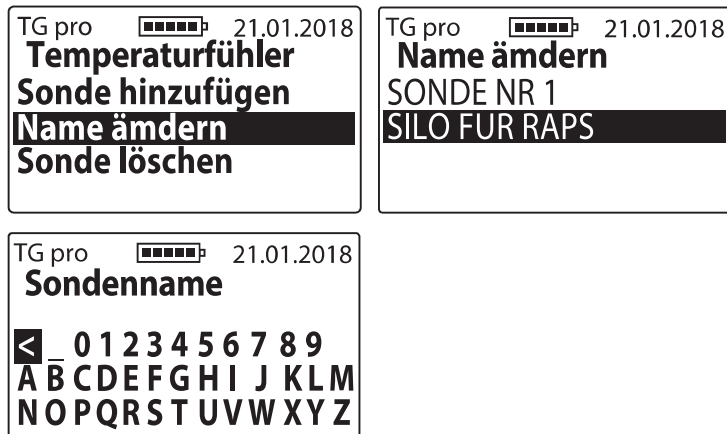 TG pro 21.01.2018
Temperaturfühler
Sonde hinzufügen
Name ämdern
Sonde löschen
TG pro 21.01.2018
Name ämdern
SONDE NR 1
SILO FUR RAPS
TG pro 21.01.2018
Sondenname
< _ 0 1 2 3 4 5 6 7 8 9
A B C D E F G H I J K L M
N O P Q R S T U V W X Y Z